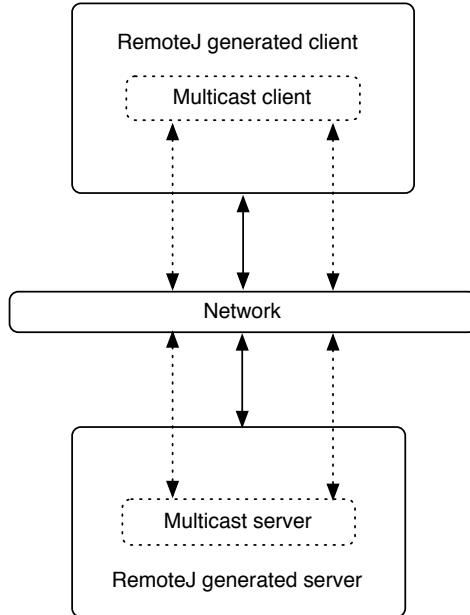 RemoteJ generated client
Multicast client
Network
Multicast server
RemoteJ generated server